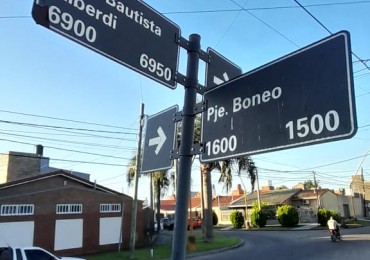 Bautista
Alberdi
6900 6950
Pje. Boneo
1600 1500